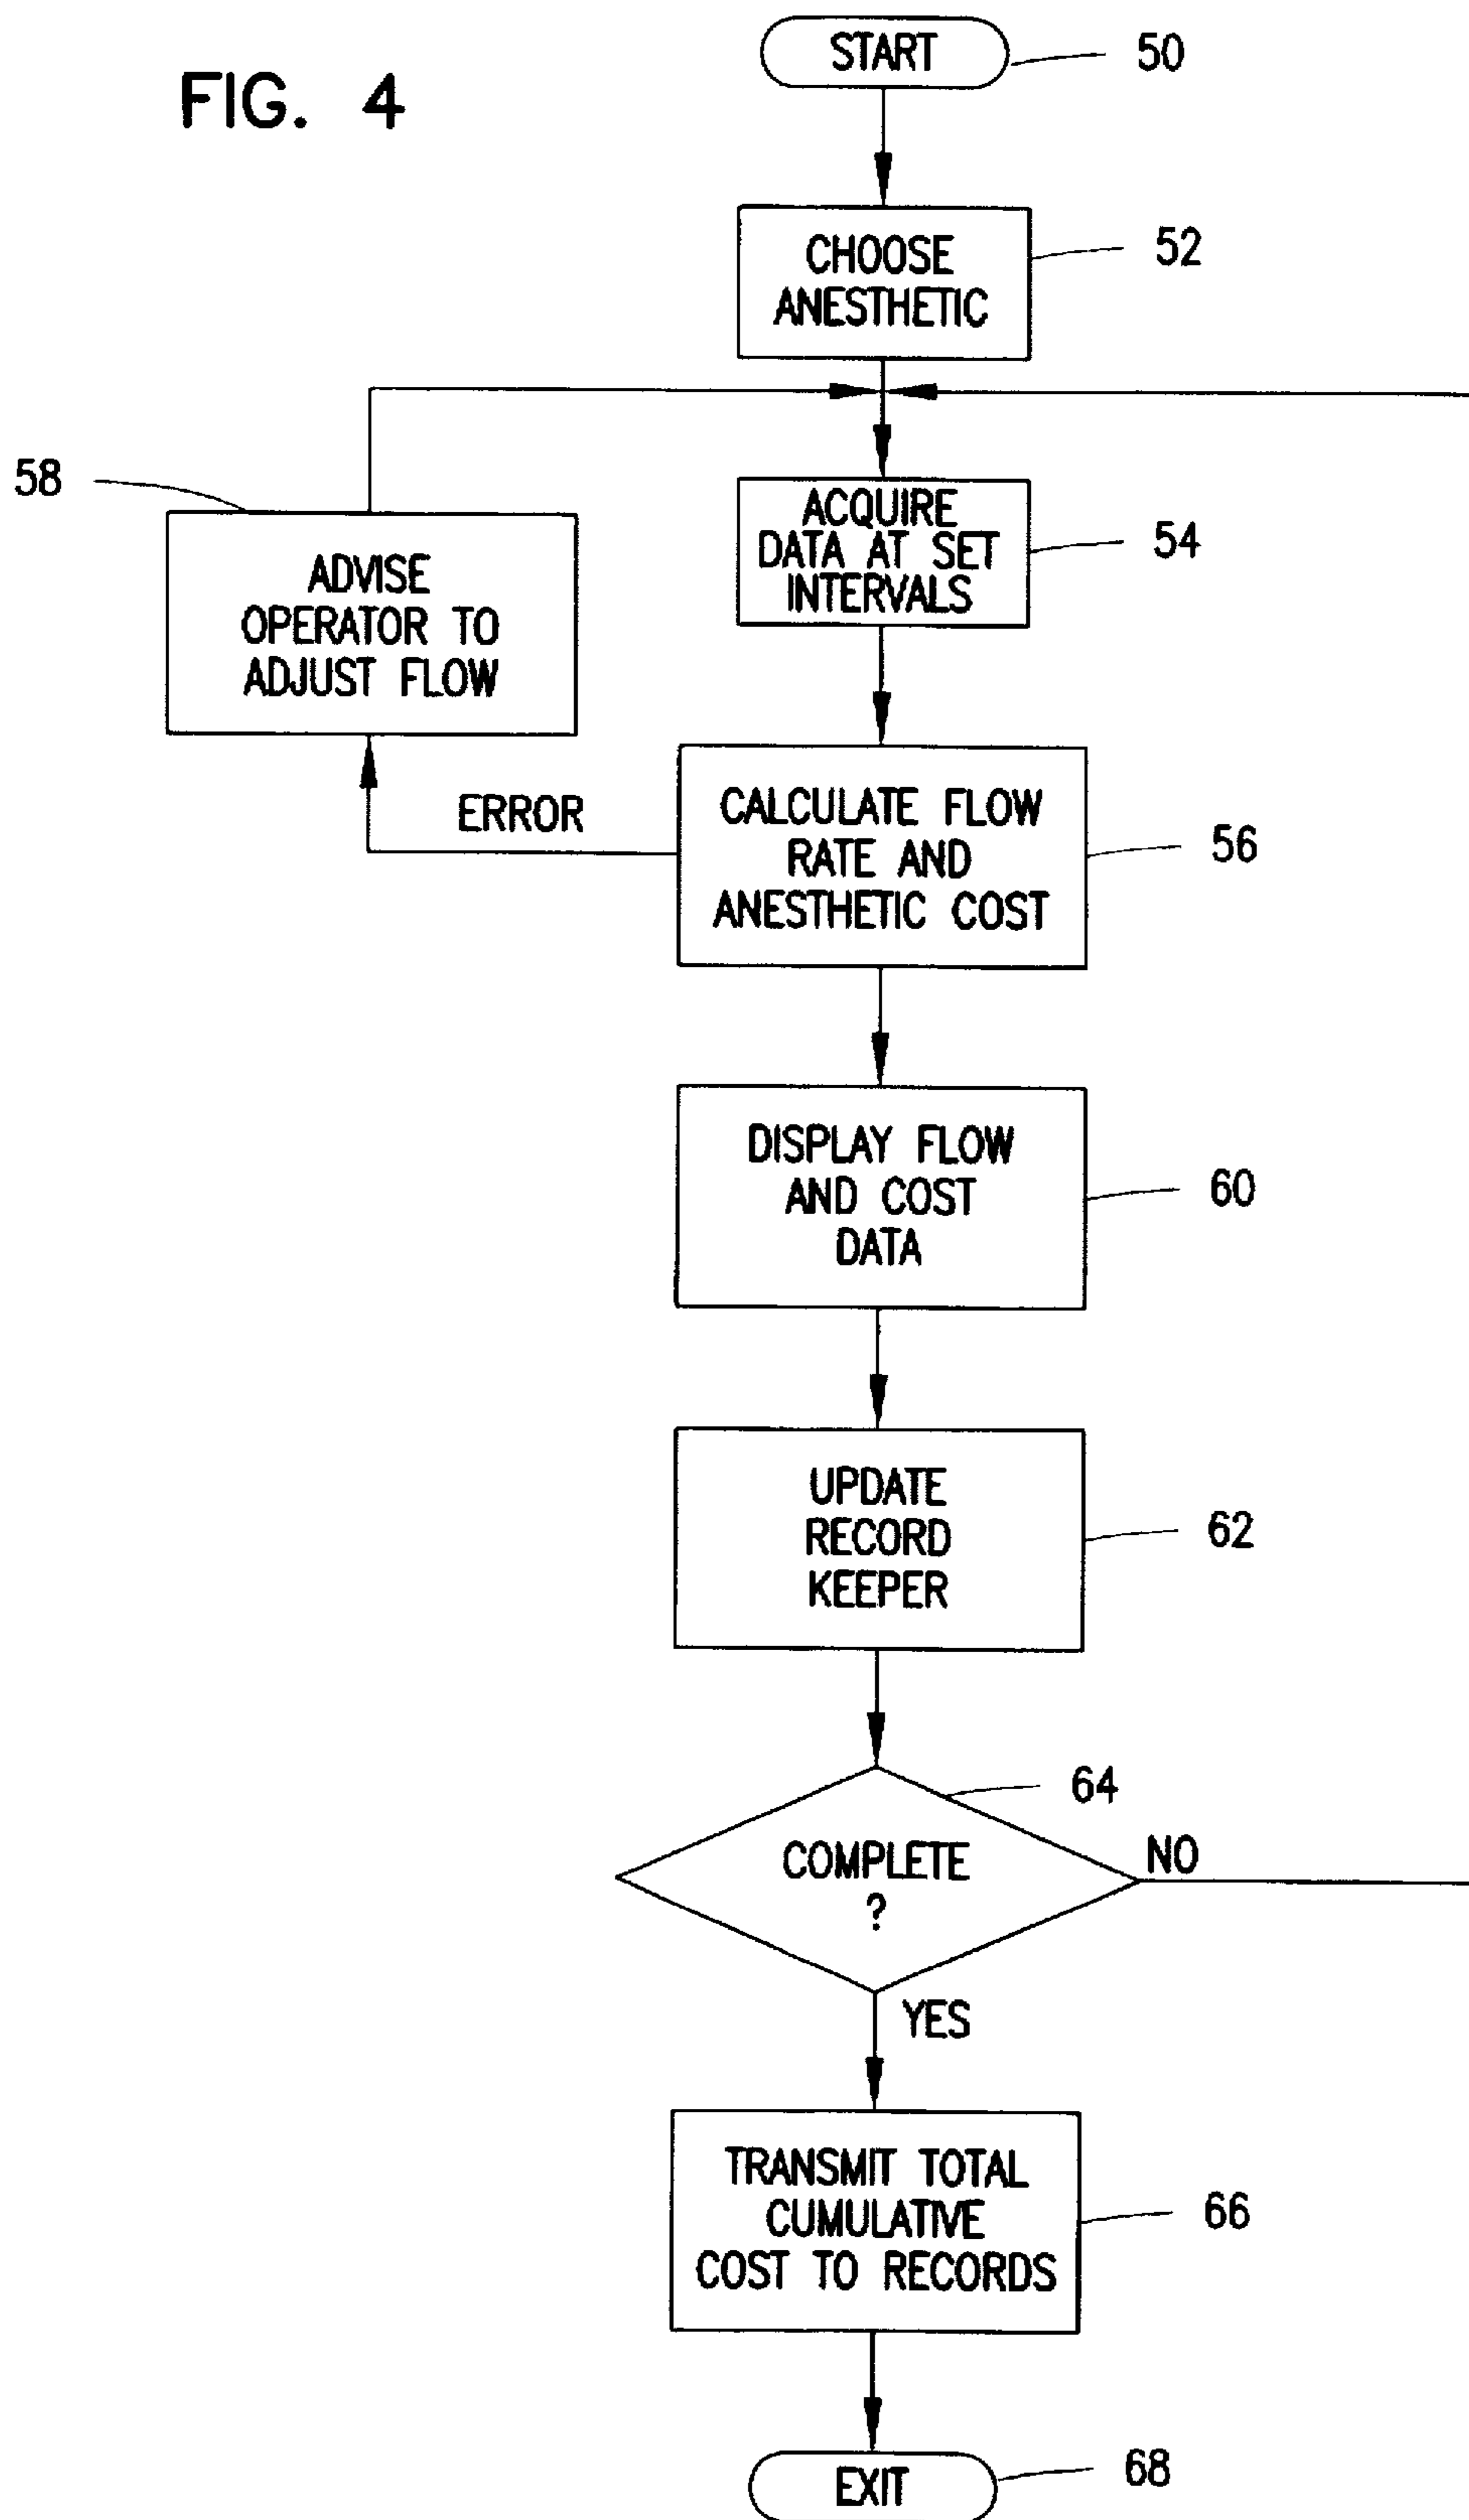 FIG. 4
START
50
CHOOSE
ANESTHETIC
52
ACQUIRE
DATA AT SET
INTERVALS
54
58
ADVISE
OPERATOR TO
ADJUST FLOW
ERROR
CALCULATE FLOW
RATE AND
ANESTHETIC COST
56
DISPLAY FLOW
AND COST
DATA
60
UPDATE
RECORD
KEEPER
62
64
COMPLETE
?
NO
YES
TRANSMIT TOTAL
CUMULATIVE
COST TO RECORDS
66
EXIT
68